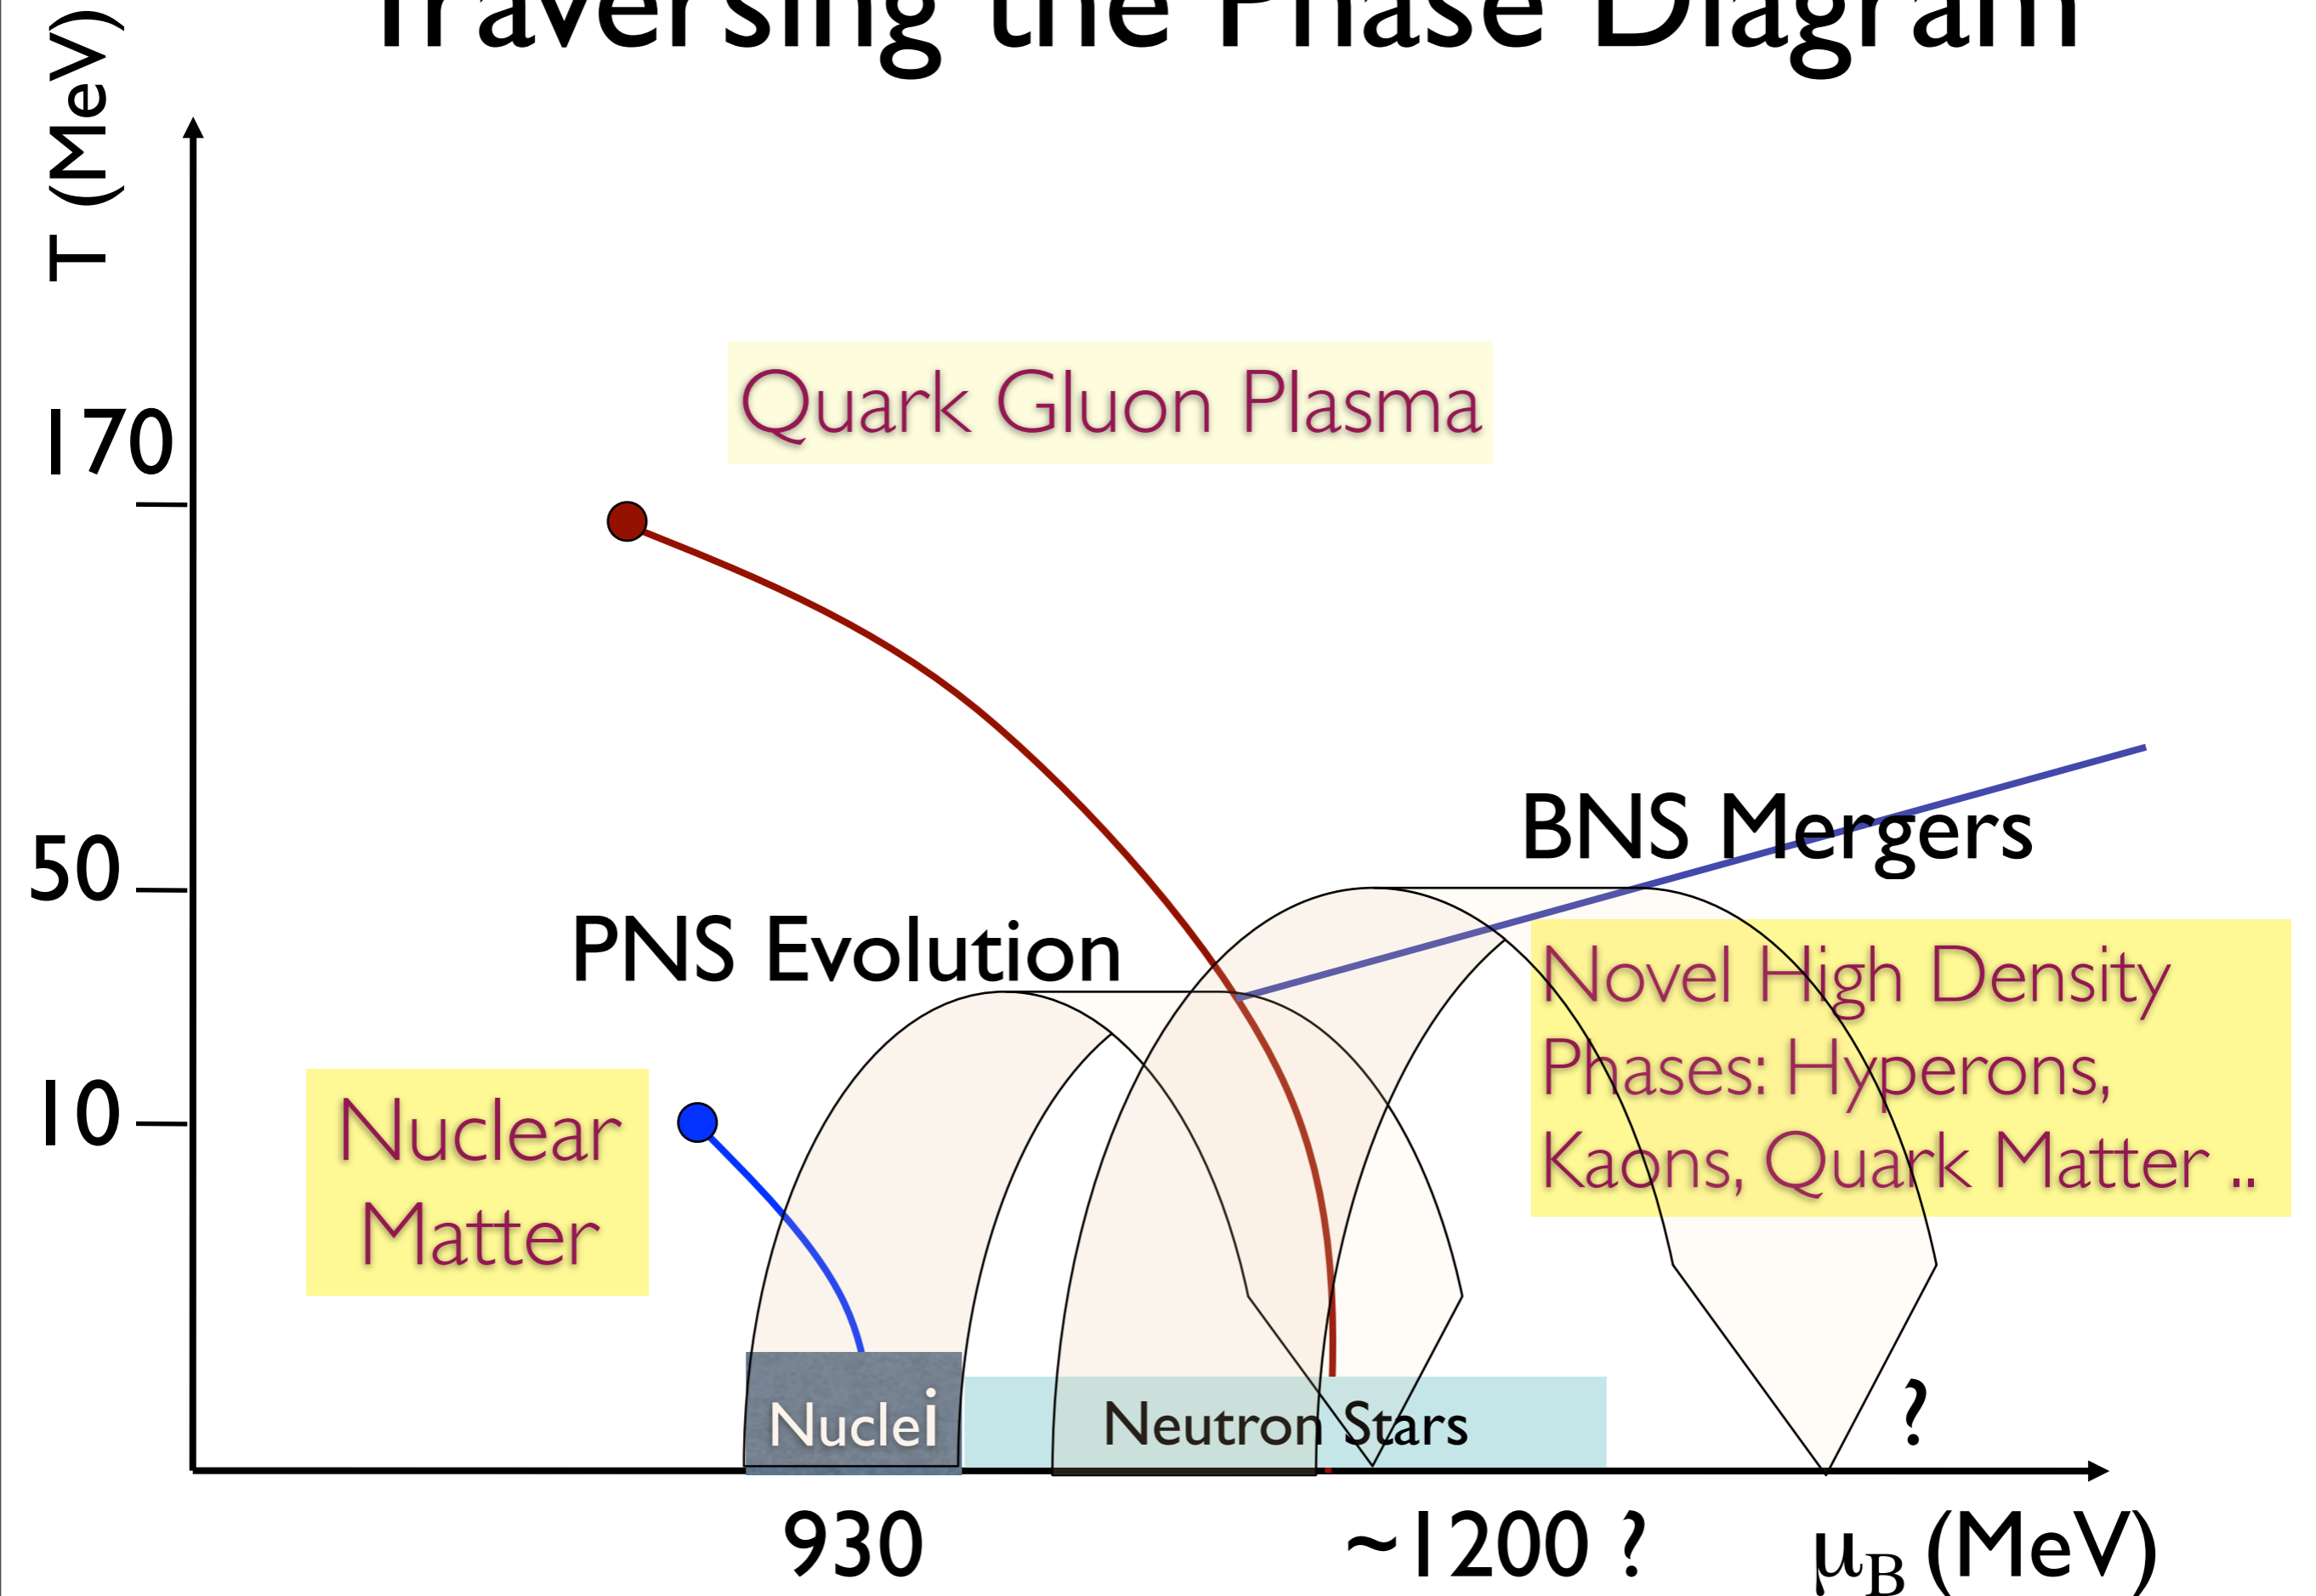 Traversing the Phase Diagram
T (MeV)
Quark Gluon Plasma
170
BNS Mergers
50
PNS Evolution
Novel High Density
Phases: Hyperons,
Kaons, Quark Matter ..
10
Nuclear
Matter
Nuclei
Neutron Stars
?
930
~1200 ?
μB (MeV)